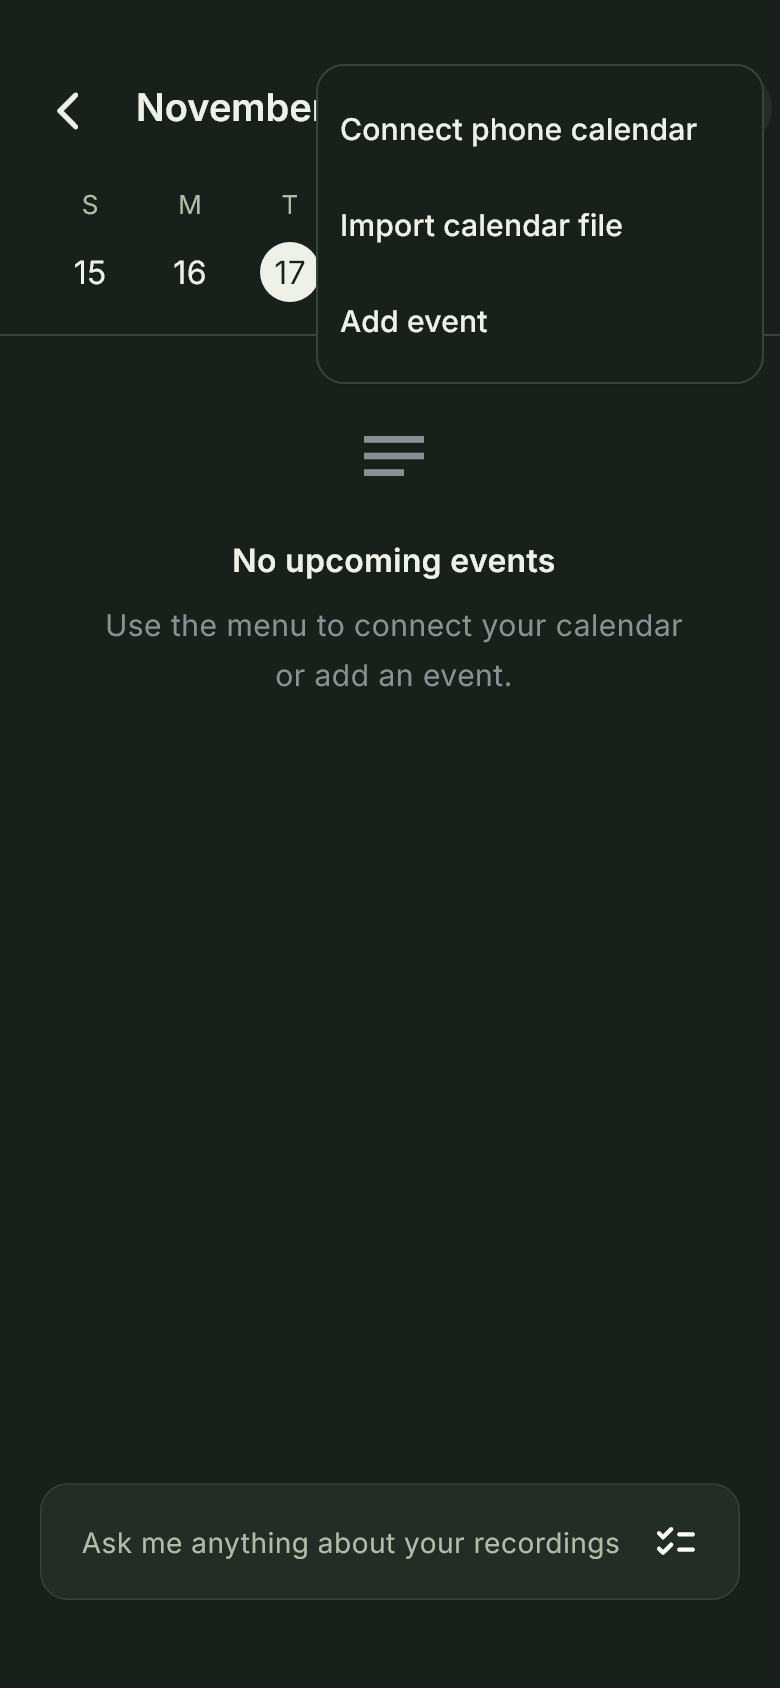 November
Connect phone calendar
S M T
Import calendar file
15 16 17
Add event
No upcoming events
Use the menu to connect your calendar
or add an event.
Ask me anything about your recordings